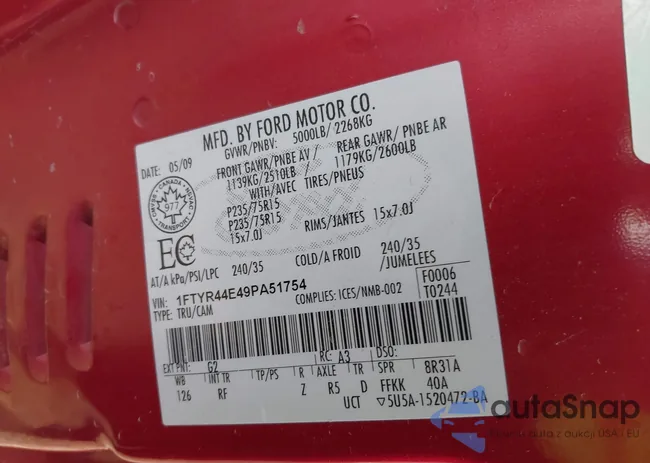 MFD. BY FORD MOTOR CO.
GVWR/PNBV: 5000LB/ 2268KG
DATE: 05/09
FRONT GAWR/PNBE AV/ REAR GAWR/ PNBE AR
1139KG/2510LB 1179KG/2600LB
WITH/AVEC TIRES/PNEUS
P235/75R15
P235/75R15 RIMS/JANTES 15x7.0J
15x7.0J
CANADA
977
TRANSPORT
EC
AT/A kPa/PSI/LPC 240/35 COLD/A FROID 240/35
/JUMELEES
VIN: 1FTYR44E49PA51754 COMPLIES: ICES/NMB-002 F0006
TYPE: TRU/CAM T0244
EXT PNT: G2 RC: A3 DSO:
WB INT TR TP/PS R AXLE TR SPR 8R31A
126 RF Z R5 D FFKK 40A
UCT ▽5U5A-1520472-BA
autaSnap